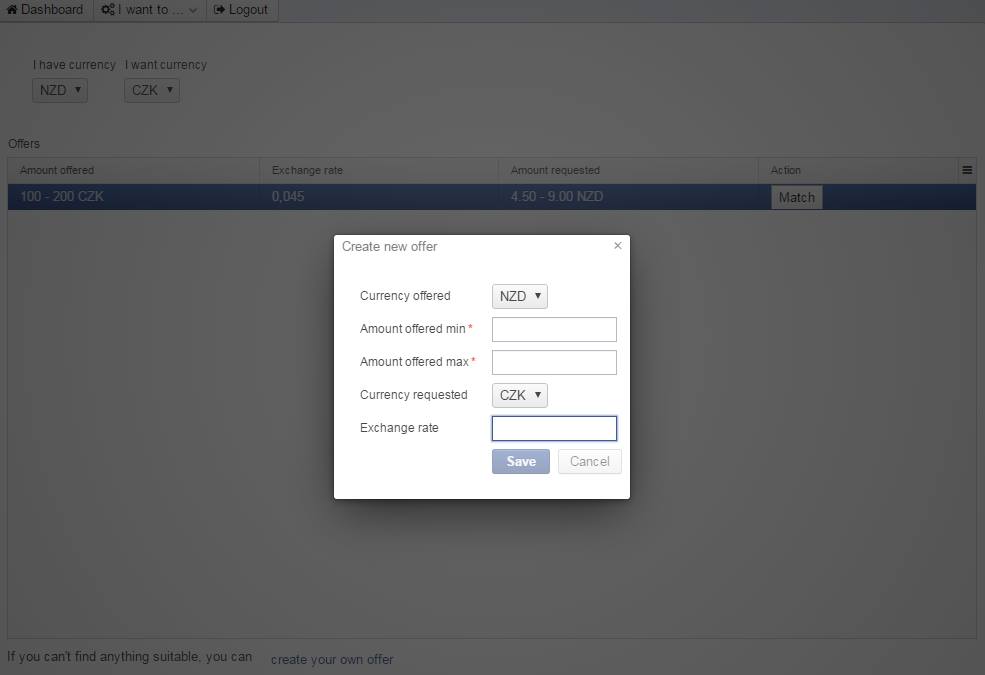 Dashboard I want to ... Logout
I have currency I want currency
NZD CZK
Offers
Amount offered Exchange rate Amount requested Action
100 - 200 CZK 0,045 4.50 - 9.00 NZD Match
Create new offer ×
Currency offered NZD
Amount offered min *
Amount offered max *
Currency requested CZK
Exchange rate
Save Cancel
If you can't find anything suitable, you can create your own offer